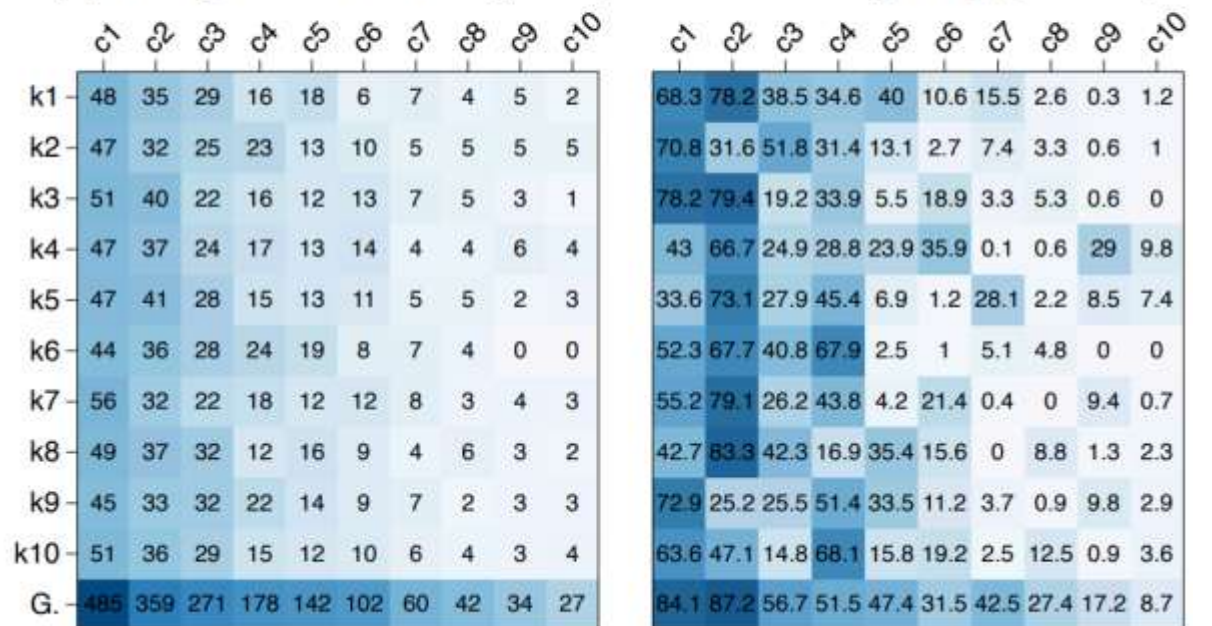 c1 c2 c3 c4 c5 c6 c7 c8 c9 c10 c1 c2 c3 c4 c5 c6 c7 c8 c9 c10
k1 48 35 29 16 18 6 7 4 5 2 68.3 78.2 38.5 34.6 40 10.6 15.5 2.6 0.3 1.2
k2 47 32 25 23 13 10 5 5 5 5 70.8 31.6 51.8 31.4 13.1 2.7 7.4 3.3 0.6 1
k3 51 40 22 16 12 13 7 5 3 1 78.2 79.4 19.2 33.9 5.5 18.9 3.3 5.3 0.6 0
k4 47 37 24 17 13 14 4 4 6 4 43 66.7 24.9 28.8 23.9 35.9 0.1 0.6 29 9.8
k5 47 41 28 15 13 11 5 5 2 3 33.6 73.1 27.9 45.4 6.9 1.2 28.1 2.2 8.5 7.4
k6 44 36 28 24 19 8 7 4 0 0 52.3 67.7 40.8 67.9 2.5 1 5.1 4.8 0 0
k7 56 32 22 18 12 12 8 3 4 3 55.2 79.1 26.2 43.8 4.2 21.4 0.4 0 9.4 0.7
k8 49 37 32 12 16 9 4 6 3 2 42.7 83.3 42.3 16.9 35.4 15.6 0 8.8 1.3 2.3
k9 45 33 32 22 14 9 7 2 3 3 72.9 25.2 25.5 51.4 33.5 11.2 3.7 0.9 9.8 2.9
k10 51 36 29 15 12 10 6 4 3 4 63.6 47.1 14.8 68.1 15.8 19.2 2.5 12.5 0.9 3.6
G. 485 359 271 178 142 102 60 42 34 27 84.1 87.2 56.7 51.5 47.4 31.5 42.5 27.4 17.2 8.7